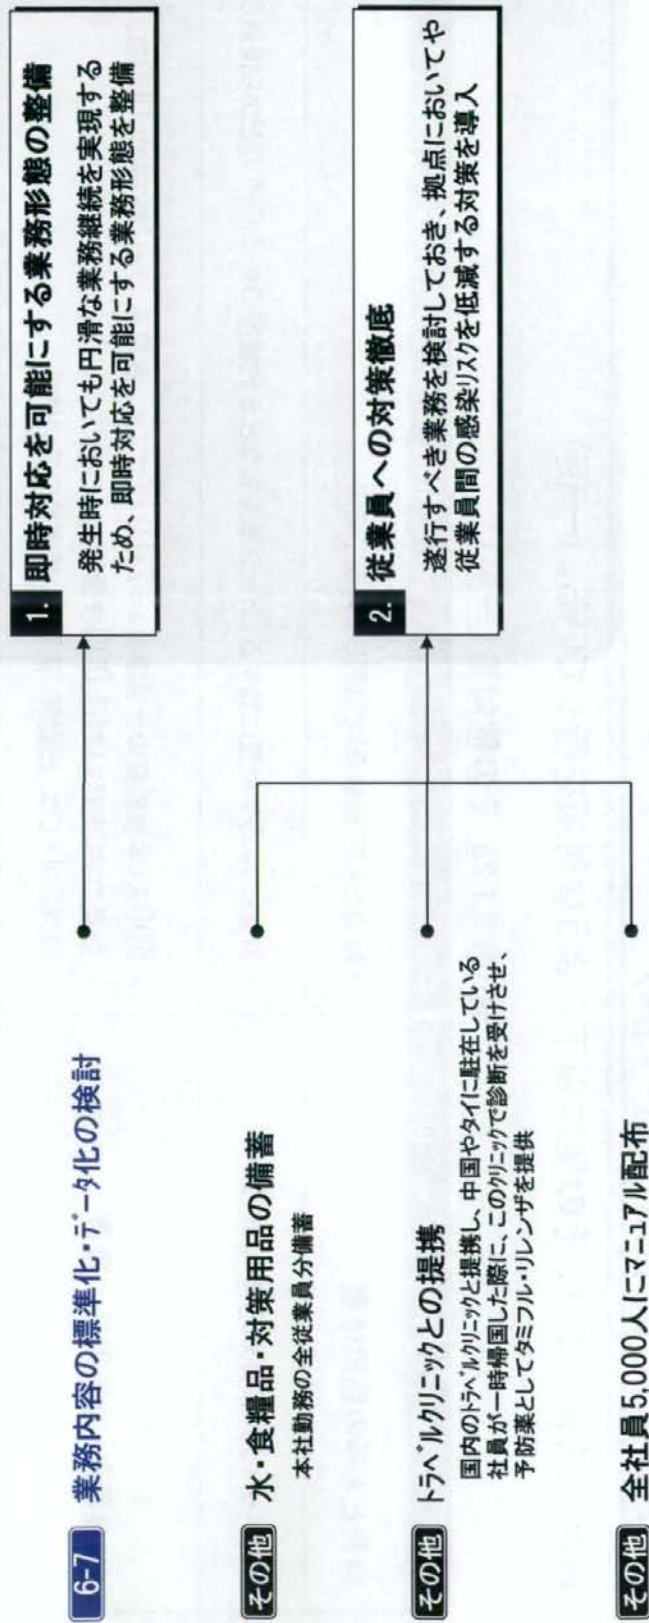 6-7 業務内容の標準化・データ化の検討
その他 水・食糧品・対策用品の備蓄
本社勤務の全従業員分備蓄
その他 トラベルクリニックとの提携
国内のトラベルクリニックと提携し、中国やタイに駐在している
社員が一時帰国した際に、このクリニックで診断を受けさせ、
予防薬としてタミフル・リレンザを提供
その他 全社員5,000人にマニュアル配布
1. 即時対応を可能にする業務形態の整備
発生時においても円滑な業務継続を実現する
ため、即時対応を可能にする業務形態を整備
2. 従業員への対策徹底
遂行すべき業務を検討しておき、拠点においてや
従業員間の感染リスクを低減する対策を導入